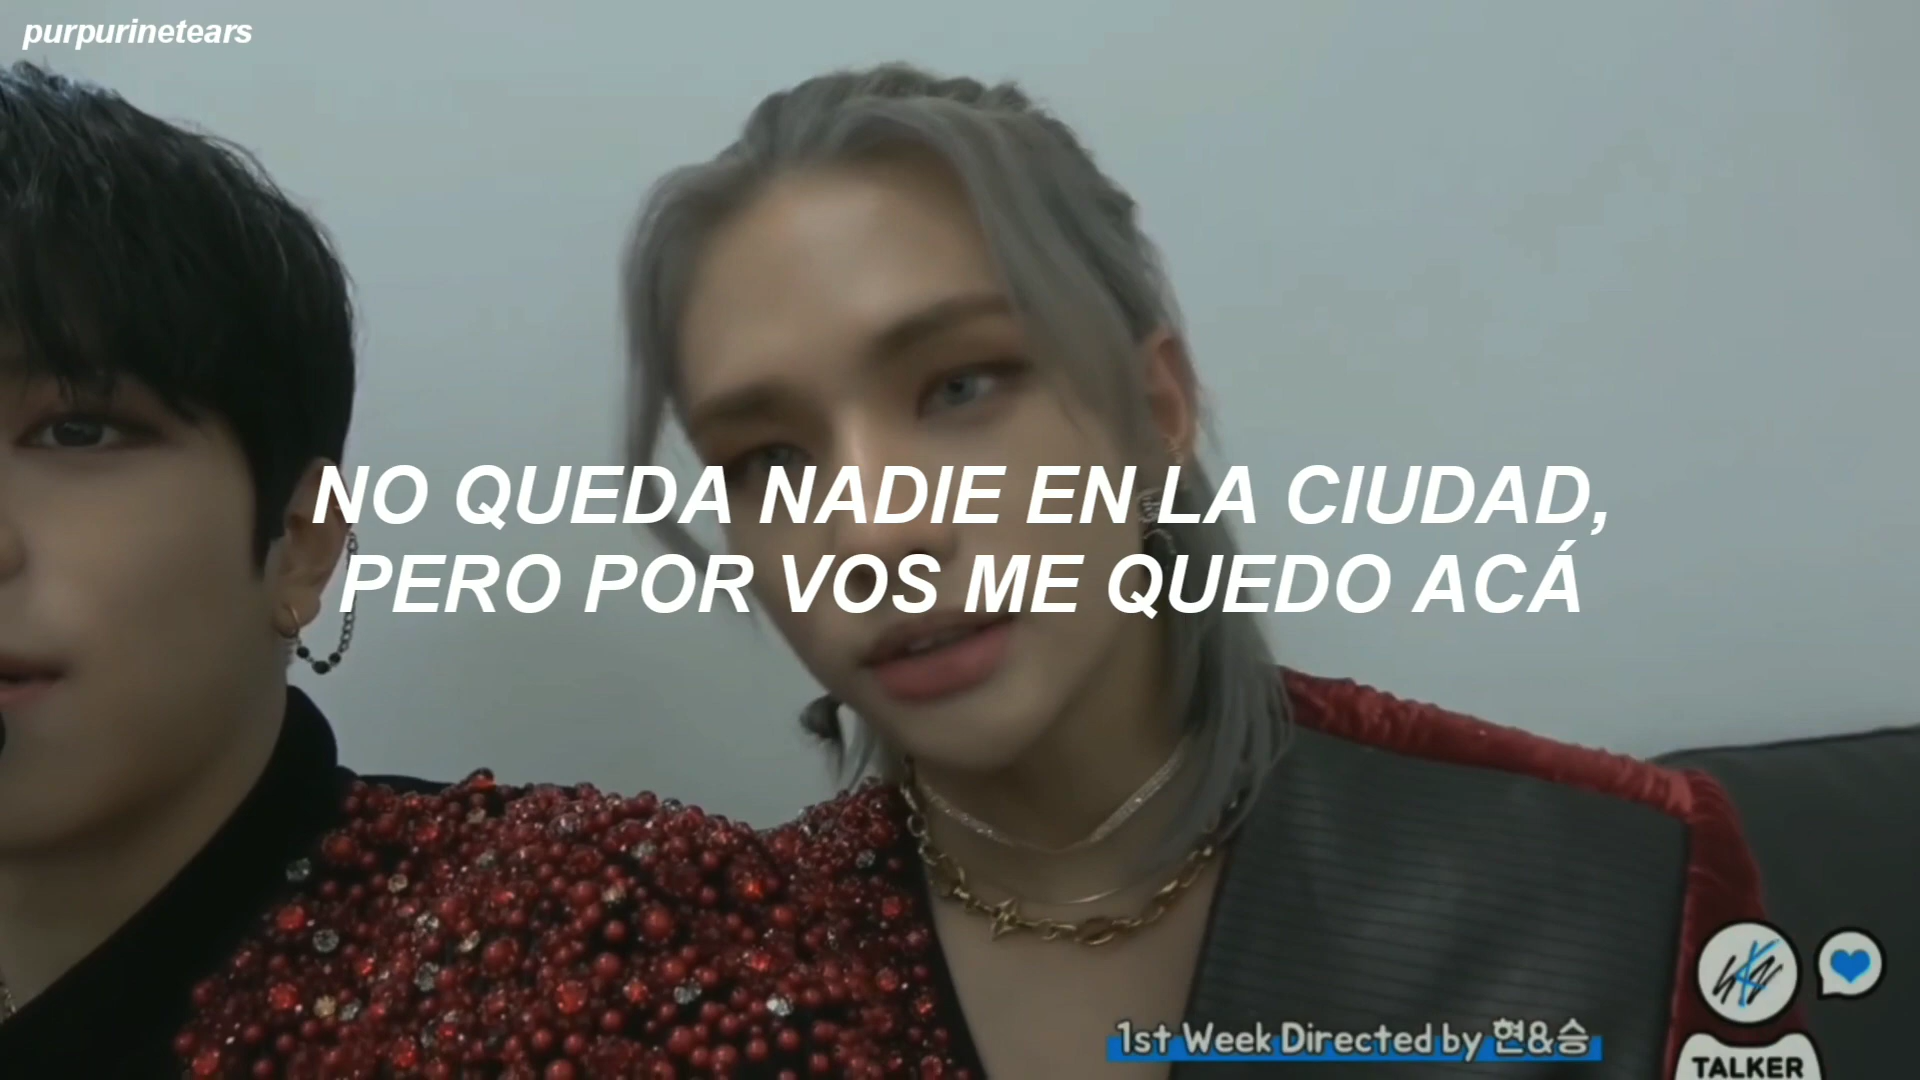 purpurinetears
NO QUEDA NADIE EN LA CIUDAD,
PERO POR VOS ME QUEDO ACÁ
1st Week Directed by 현&승
TALKER